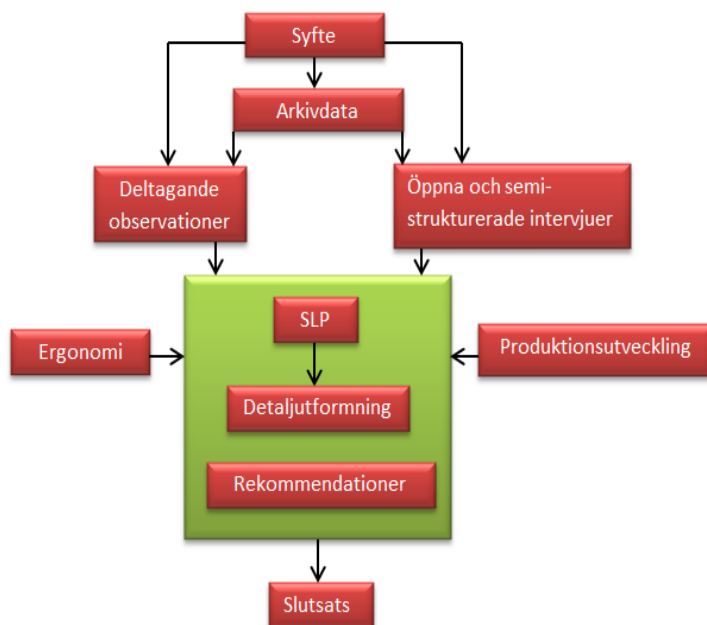 Syfte
Arkivdata
Deltagande
observationer
Öppna och semi-
strukturerade intervjuer
SLP
Ergonomi
Produktionsutveckling
Detaljutformning
Rekommendationer
Slutsats